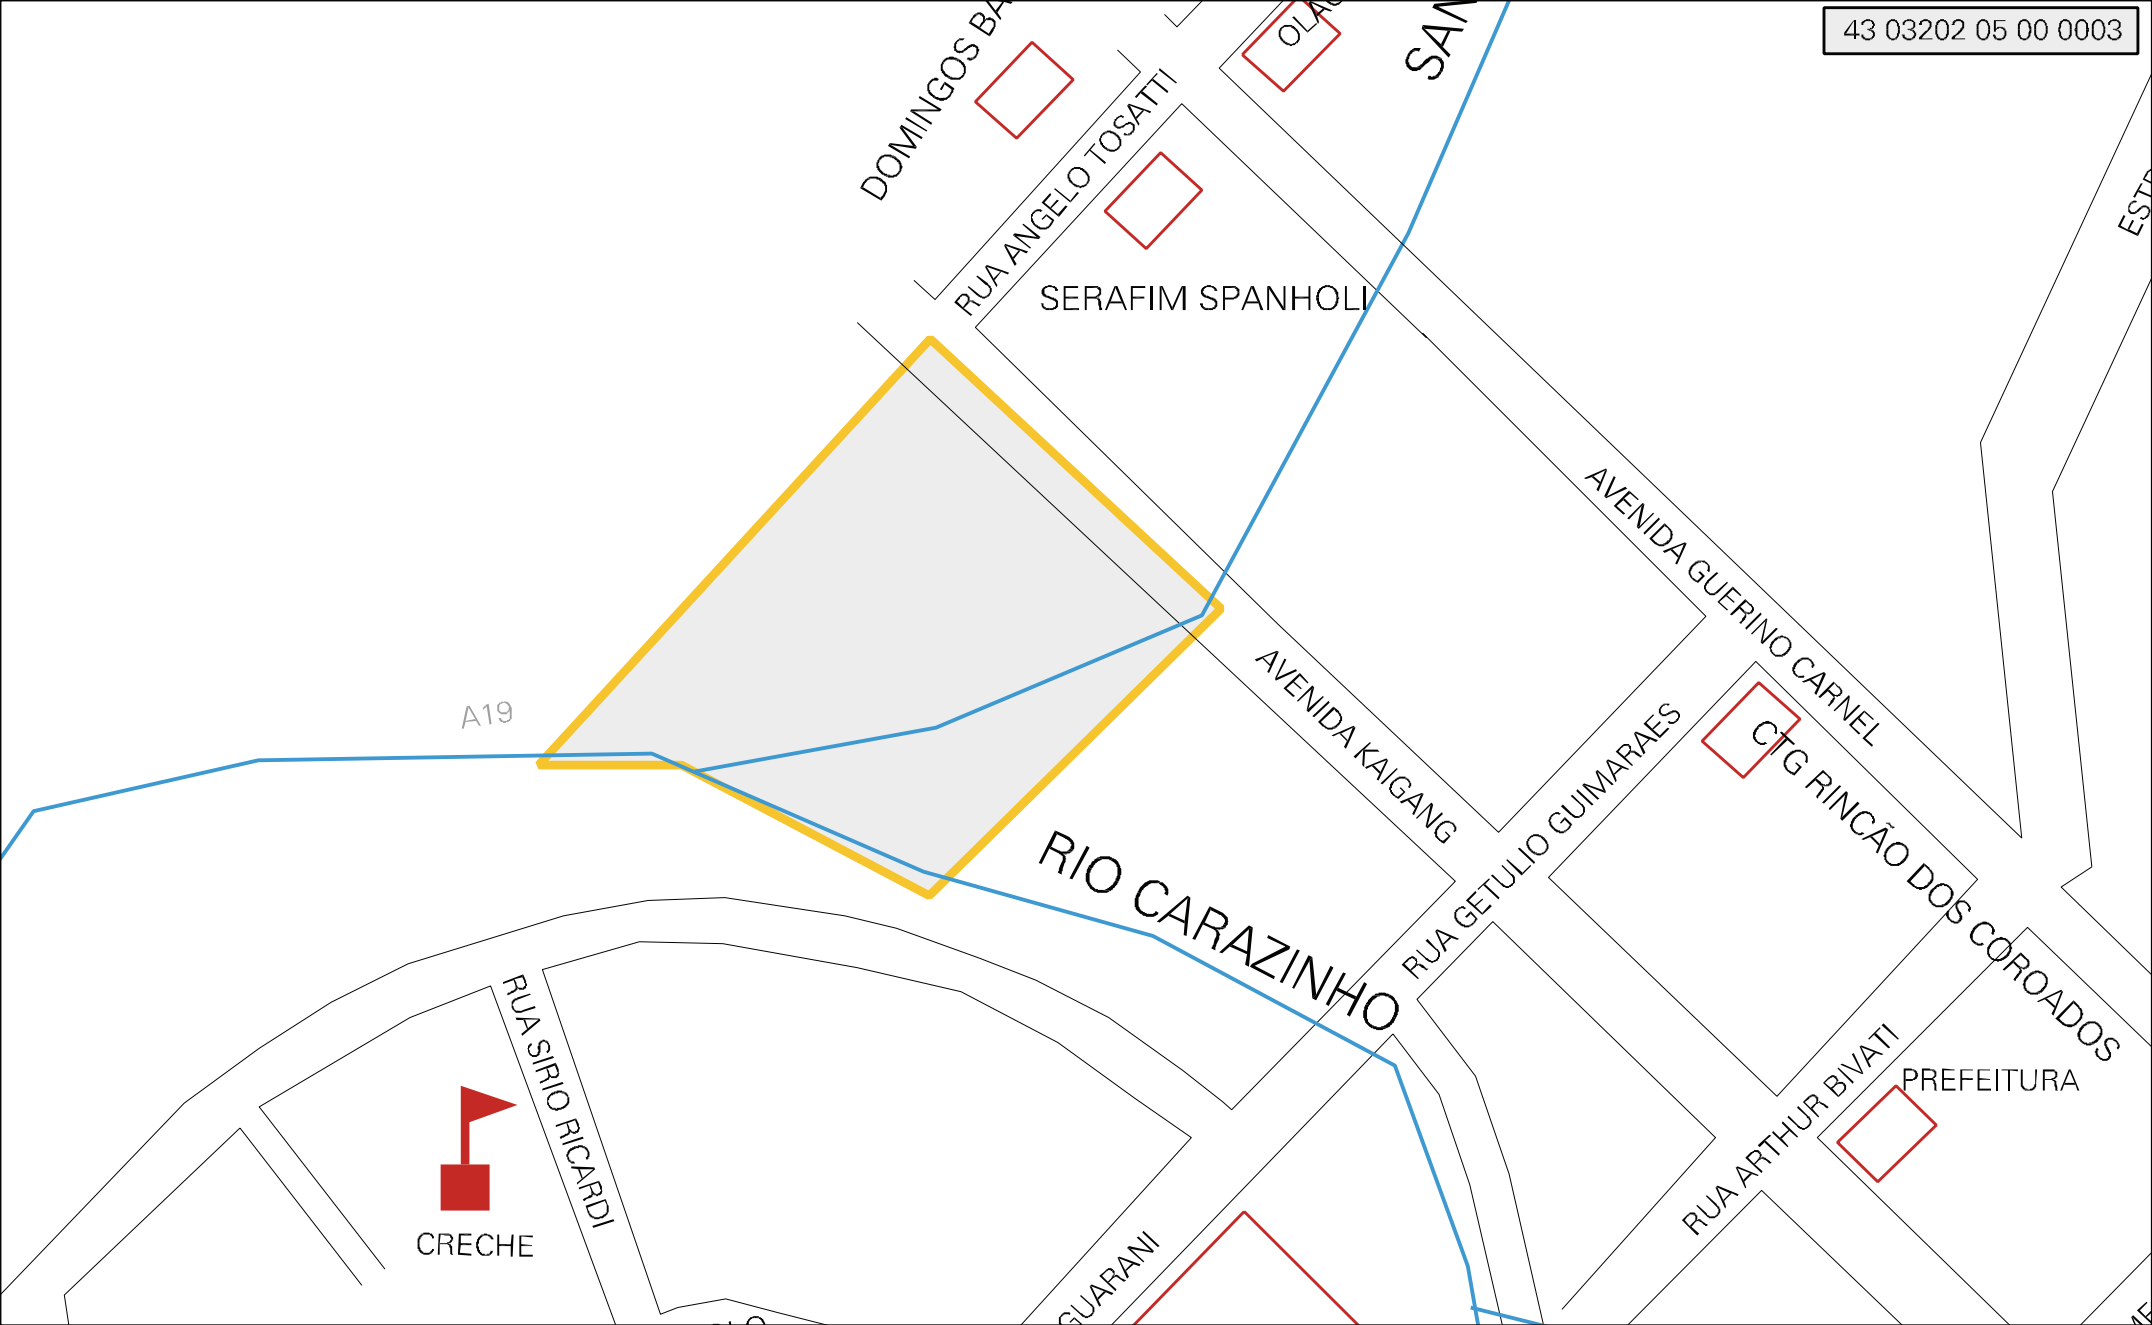 43 03202 05 00 0003
DOMINGOS
RUA ANGELO TOSATTI
SERAFIM SPANHOLI
AVENIDA GUERINO CARNEL
A19
AVENIDA KAIGANG
RUA GETULIO GUIMARAES
CTG RINCÃO DOS COROADOS
RIO CARAZINHO
RUA SIRIO RICARDI
RUA ARTHUR BIVATI
PREFEITURA
CRECHE
GUARANI